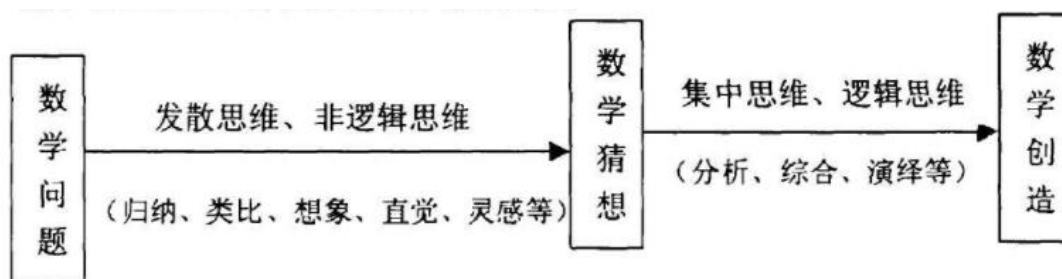 数学问题
发散思维、非逻辑思维
（归纳、类比、想象、直觉、灵感等）
数学猜想
集中思维、逻辑思维
（分析、综合、演绎等）
数学创造